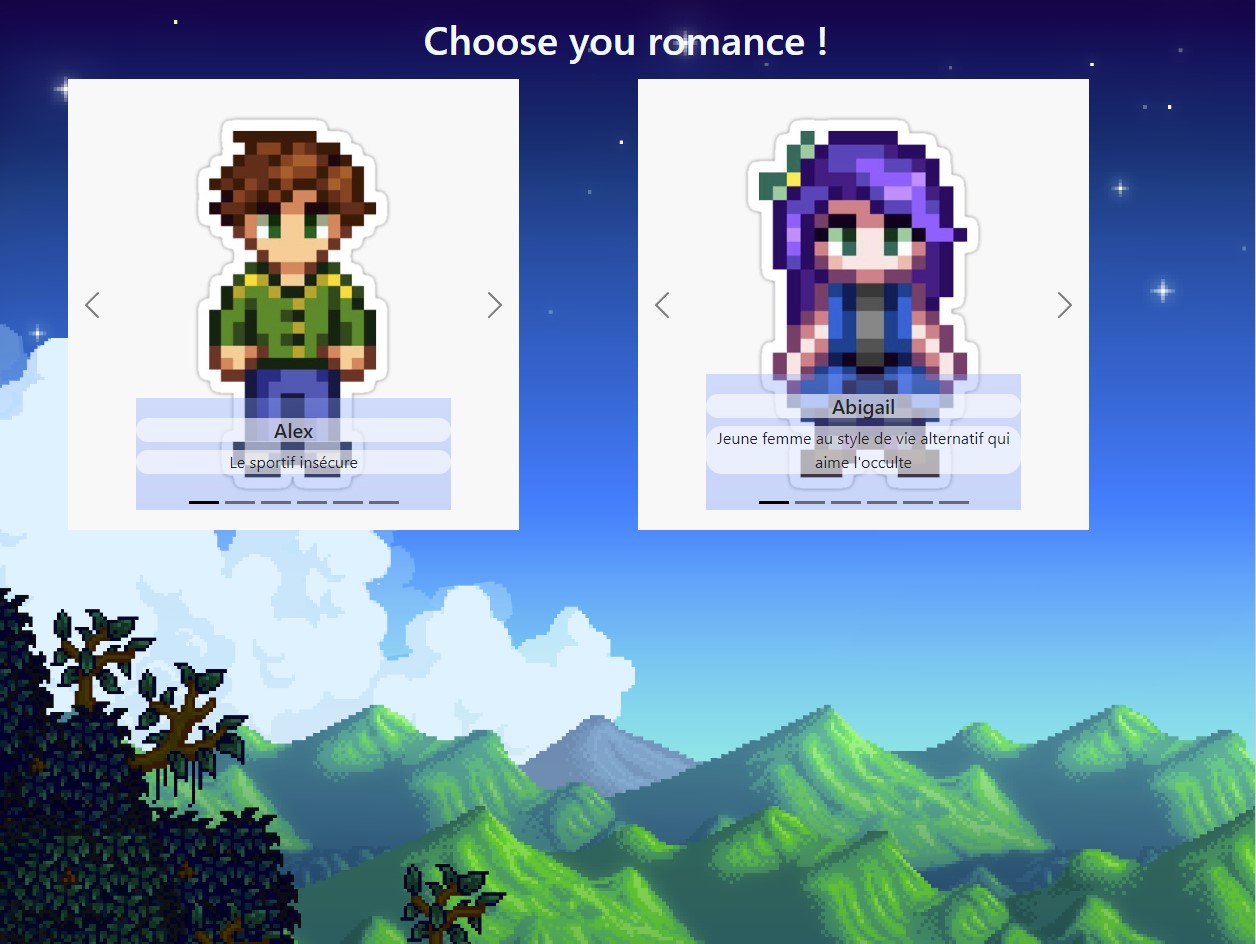 Choose you romance !
Alex
Le sportif insécure
Abigail
Jeune femme au style de vie alternatif qui
aime l'occulte